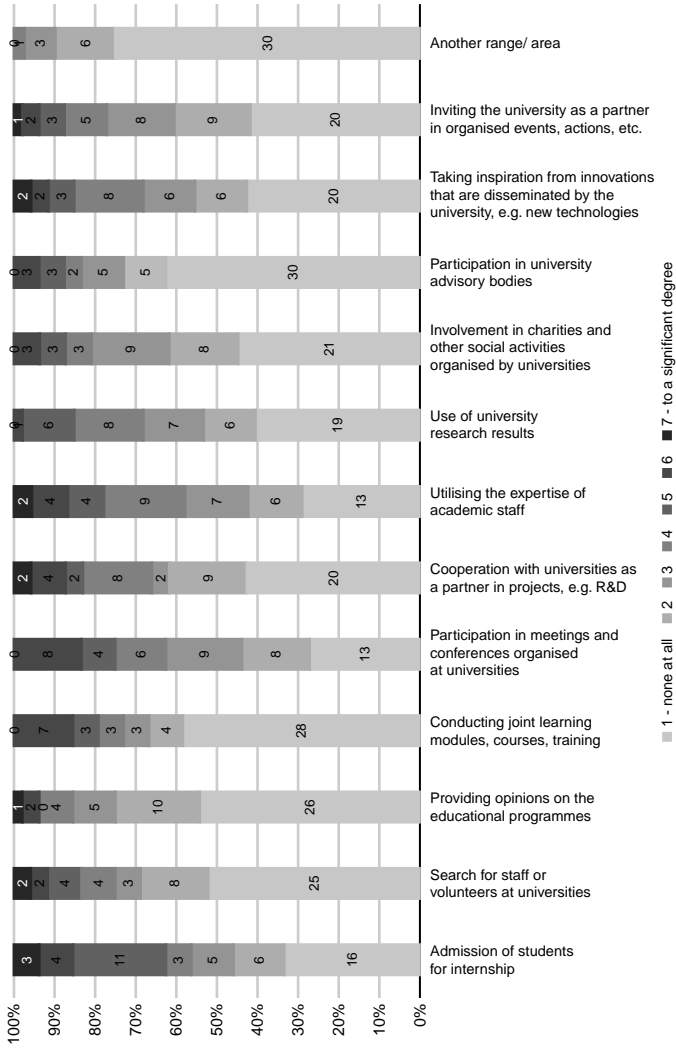 0 1 3 6 30
Another range/ area
1 2 3 5 8 9 20
Inviting the university as a partner
in organised events, actions, etc.
2 2 3 8 6 6 20
Taking inspiration from innovations
that are disseminated by the
university, e.g. new technologies
0 3 3 2 5 5 30
Participation in university
advisory bodies
0 3 3 3 9 8 21
Involvement in charities and
other social activities
organised by universities
0 1 6 8 7 6 19
Use of university
research results
2 4 4 9 7 6 13
Utilising the expertise of
academic staff
2 4 2 8 2 9 20
Cooperation with universities as
a partner in projects, e.g. R&D
0 8 4 6 9 8 13
Participation in meetings and
conferences organised
at universities
0 7 3 3 3 4 28
Conducting joint learning
modules, courses, training
1 2 0 4 5 10 26
Providing opinions on the
educational programmes
2 2 4 4 3 8 25
Search for staff or
volunteers at universities
3 4 11 3 5 6 16
Admission of students
for internship
100% 90% 80% 70% 60% 50% 40% 30% 20% 10% 0%
1 - none at all 2 3 4 5 6 7 - to a significant degree